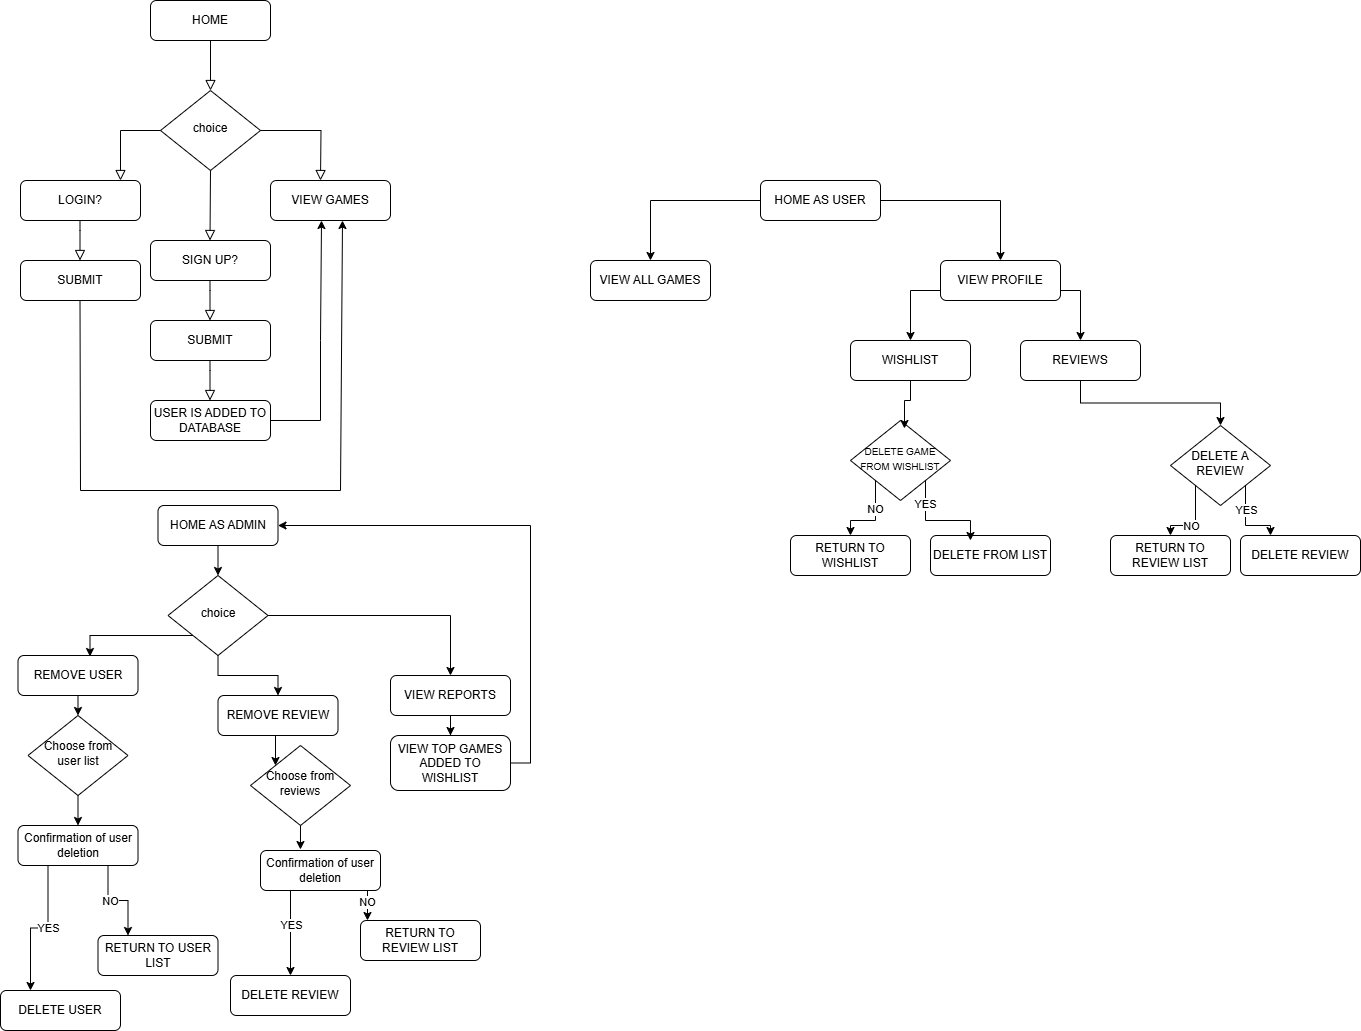 HOME
choice
LOGIN?
VIEW GAMES
SIGN UP?
SUBMIT
SUBMIT
USER IS ADDED TO
DATABASE
HOME AS USER
VIEW ALL GAMES
VIEW PROFILE
WISHLIST
REVIEWS
DELETE GAME
FROM WISHLIST
DELETE A
REVIEW
NO
YES
NO
YES
RETURN TO
WISHLIST
DELETE FROM LIST
RETURN TO
REVIEW LIST
DELETE REVIEW
HOME AS ADMIN
choice
REMOVE USER
REMOVE REVIEW
VIEW REPORTS
Choose from
user list
Choose from
reviews
VIEW TOP GAMES
ADDED TO
WISHLIST
Confirmation of user
deletion
Confirmation of user
deletion
NO
YES
NO
YES
RETURN TO USER
LIST
RETURN TO
REVIEW LIST
DELETE USER
DELETE REVIEW